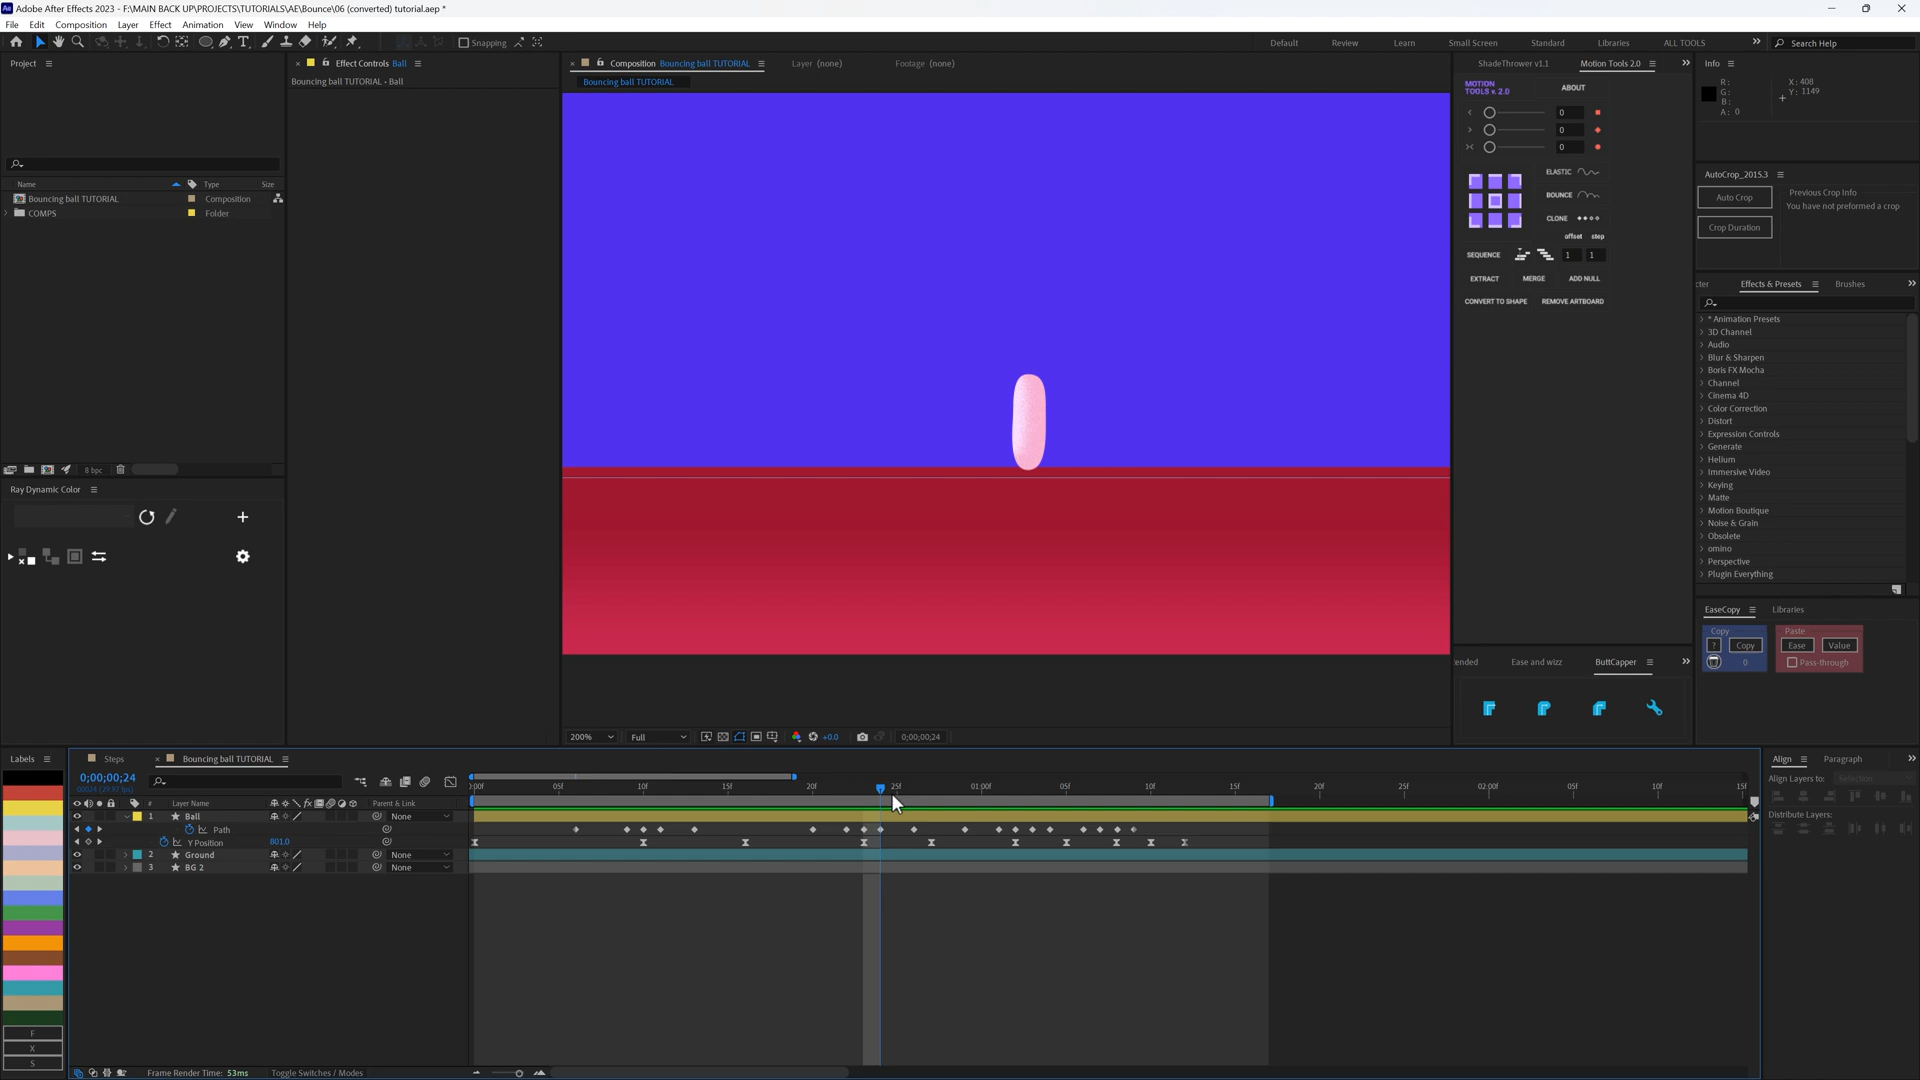 Adobe After Effects 2023 - F:\MAIN BACK UP\PROJECTS\TUTORIALS\AE\Bounce\06 (converted) tutorial.aep *
File Edit Composition Layer Effect Animation View Window Help
Snapping
Default Review Learn Small Screen Standard Libraries ALL TOOLS
Search Help
Project
Effect Controls Ball
Bouncing ball TUTORIAL • Ball
Composition Bouncing ball TUTORIAL
Layer (none)
Footage (none)
Bouncing ball TUTORIAL
ShadeThrower v1.1
Motion Tools 2.0
Info
R:
G:
B:
A: 0
X: 408
Y: 1149
MOTION
TOOLS v. 2.0
ABOUT
0
0
0
ELASTIC
BOUNCE
CLONE
offset step
SEQUENCE 1 1
EXTRACT MERGE ADD NULL
CONVERT TO SHAPE REMOVE ARTBOARD
AutoCrop_2015.3
Auto Crop
Previous Crop Info
You have not preformed a crop
Crop Duration
Name Type Size
Bouncing ball TUTORIAL Composition
COMPS Folder
8 bpc
Ray Dynamic Color
cter
Effects & Presets
Brushes
* Animation Presets
3D Channel
Audio
Blur & Sharpen
Boris FX Mocha
Channel
Cinema 4D
Color Correction
Distort
Expression Controls
Generate
Helium
Immersive Video
Keying
Matte
Motion Boutique
Noise & Grain
Obsolete
omino
Perspective
Plugin Everything
EaseCopy
Libraries
Copy
? Copy
0
Paste
Ease Value
Pass-through
ended
Ease and wizz
ButtCapper
200% Full +0.0 0;00;00;24
Labels
Steps
Bouncing ball TUTORIAL
0;00;00;24
00024 (29.97 fps)
:00f 05f 10f 15f 20f 25f 01:00f 05f 10f 15f 20f 25f 02:00f 05f 10f 15f
# Layer Name Parent & Link
1 Ball None
Path
Y Position 801.0
2 Ground None
3 BG 2 None
F
X
S
Frame Render Time: 53ms
Toggle Switches / Modes
Align
Paragraph
Align Layers to: Selection
Distribute Layers: